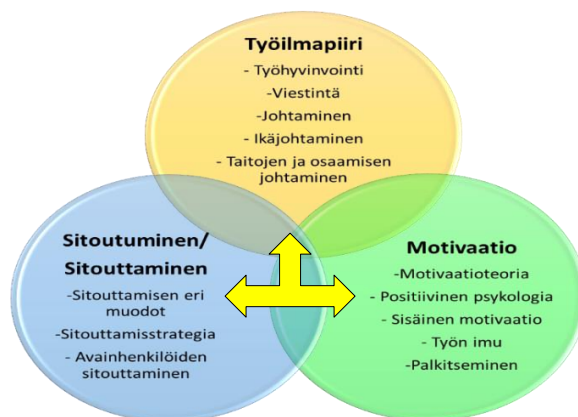 Työilmapiiri
- Työhyvinvointi
-Viestintä
-Johtaminen
- Ikäjohtaminen
- Taitojen ja osaamisen
johtaminen
Sitoutuminen/
Sitouttaminen
-Sitouttamisen eri
muodot
-Sitouttamisstrategia
- Avainhenkilöiden
sitouttaminen
Motivaatio
-Motivaatioteoria
- Positiivinen psykologia
- Sisäinen motivaatio
- Työn imu
-Palkitseminen